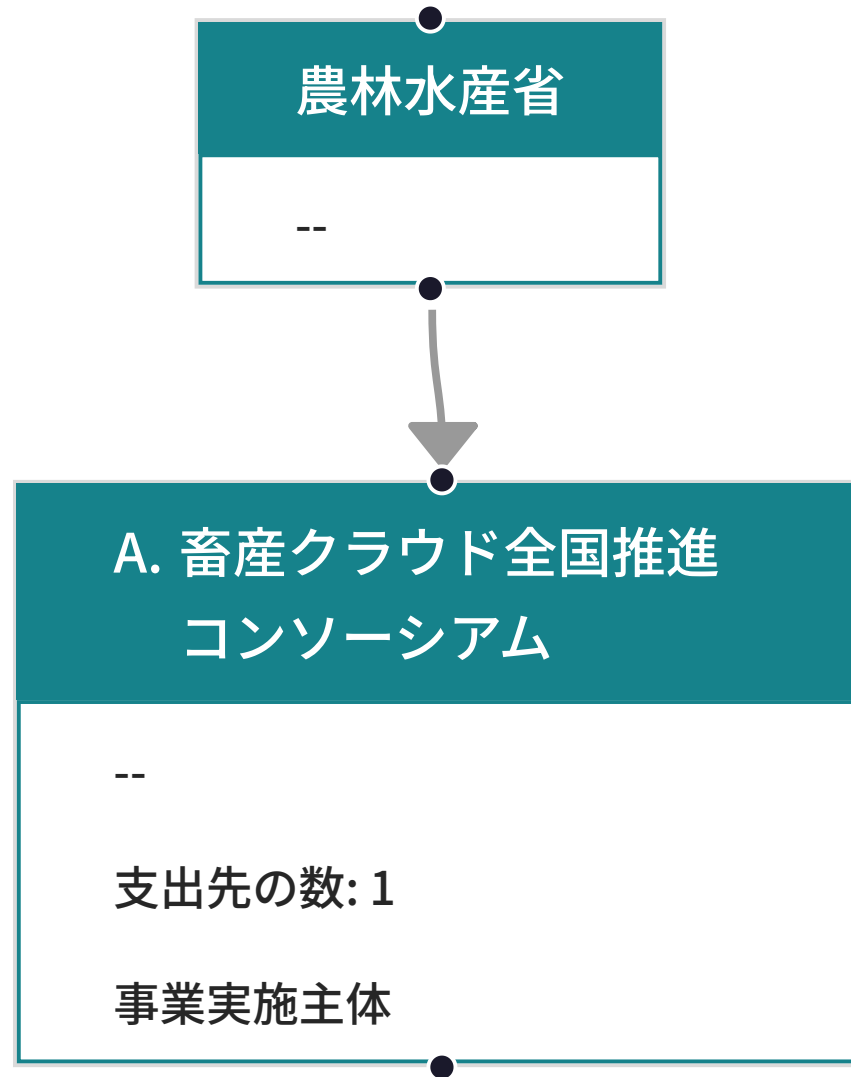 農林水産省
--
A. 畜産クラウド全国推進
コンソーシアム
--
支出先の数: 1
事業実施主体